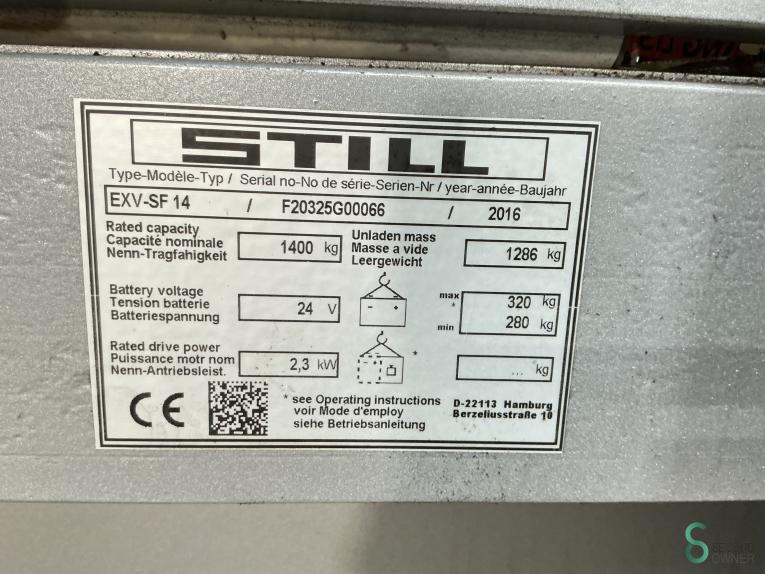 STILL
Type-Modèle-Typ / Serial no-No de série-Serien-Nr / year-année-Baujahr
EXV-SF 14 / F20325G00066 / 2016
Rated capacity
Capacité nominale
Nenn-Tragfahigkeit
1400 kg
Unladen mass
Masse a vide
Leergewicht
1286 kg
Battery voltage
Tension batterie
Batteriespannung
24 V
max 320 kg
*
min 280 kg
Rated drive power
Puissance motr nom
Nenn-Antriebsleist.
2,3 kW
*
... kg
CE
* see Operating instructions
voir Mode d'employ
siehe Betriebsanleitung
D-22113 Hamburg
Berzeliusstraße 10
OWNER